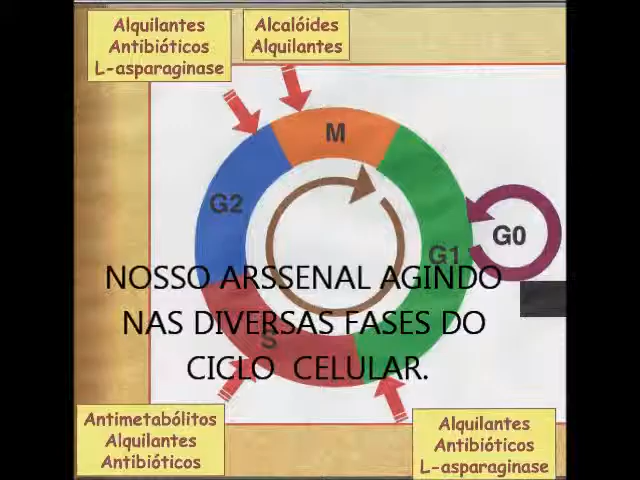 Alquilantes
Antibióticos
L-asparaginase
Alcalóides
Alquilantes
M
G2
G1
G0
S
NOSSO ARSSENAL AGINDO
NAS DIVERSAS FASES DO
CICLO CELULAR.
Antimetabólitos
Alquilantes
Antibióticos
Alquilantes
Antibióticos
L-asparaginase